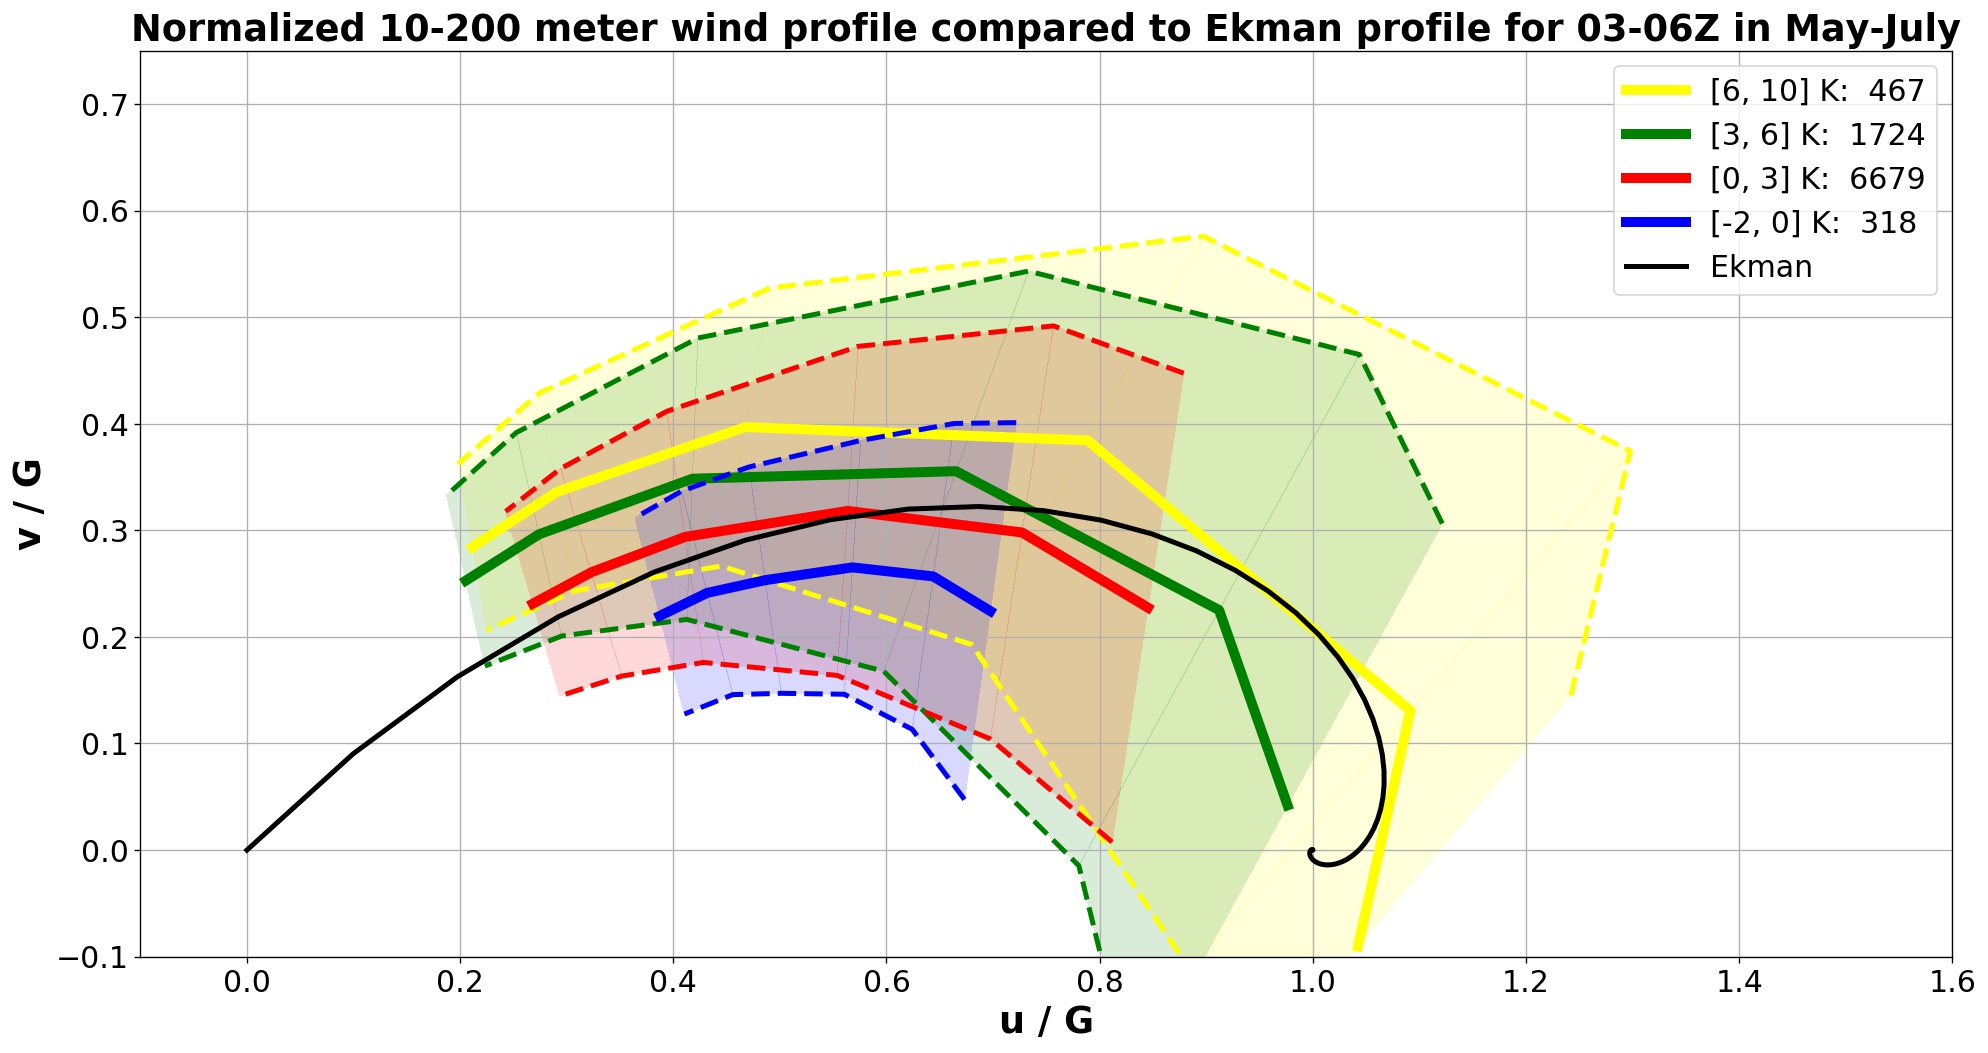 Normalized 10-200 meter wind profile compared to Ekman profile for 03-06Z in May-July
[6, 10] K:  467
[3, 6] K:  1724
[0, 3] K:  6679
[-2, 0] K:  318
Ekman
0.7
0.6
0.5
0.4
0.3
0.2
0.1
0.0
−0.1
v / G
0.0 0.2 0.4 0.6 0.8 1.0 1.2 1.4 1.6
u / G